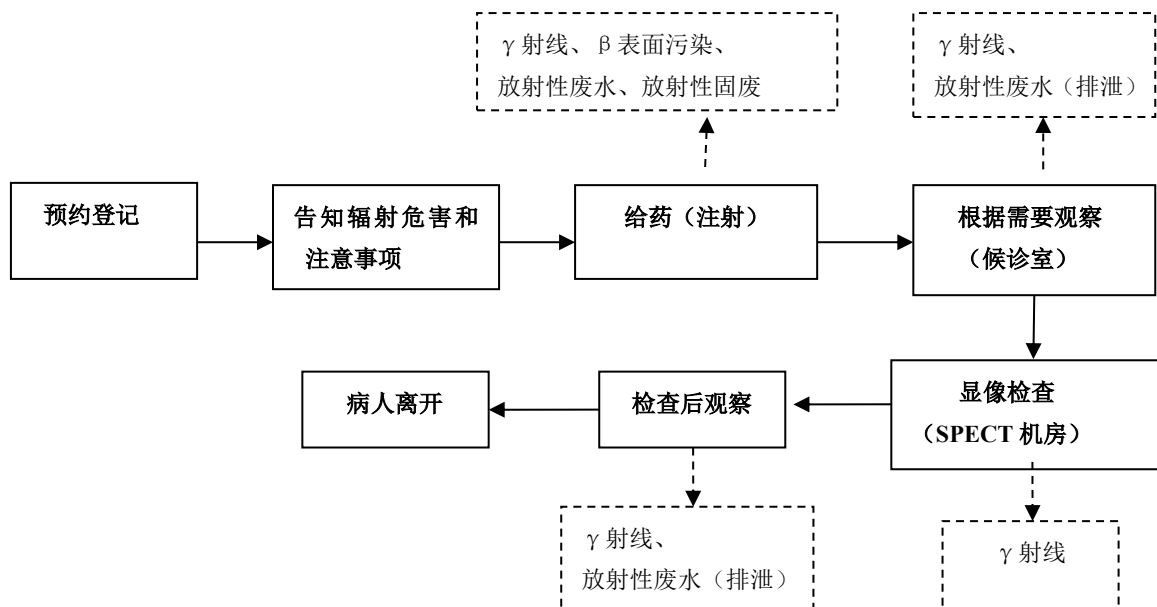 γ射线、β表面污染、
放射性废水、放射性固废
γ射线、
放射性废水（排泄）
预约登记
告知辐射危害和
注意事项
给药（注射）
根据需要观察
（候诊室）
显像检查
（SPECT 机房）
检查后观察
病人离开
γ射线、
放射性废水（排泄）
γ射线